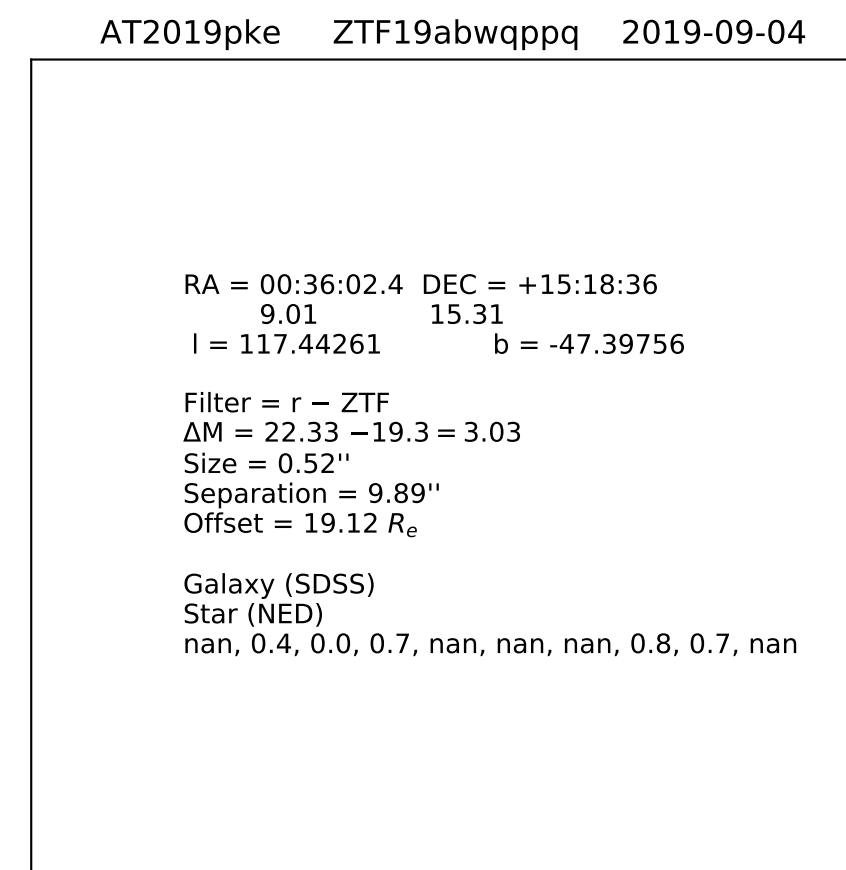 AT2019pke ZTF19abwqppq 2019-09-04
RA = 00:36:02.4 DEC = +15:18:36
9.01 15.31
l = 117.44261 b = -47.39756
Filter = r − ZTF
ΔM = 22.33 −19.3 = 3.03
Size = 0.52''
Separation = 9.89''
Offset = 19.12 Rₑ
Galaxy (SDSS)
Star (NED)
nan, 0.4, 0.0, 0.7, nan, nan, nan, 0.8, 0.7, nan